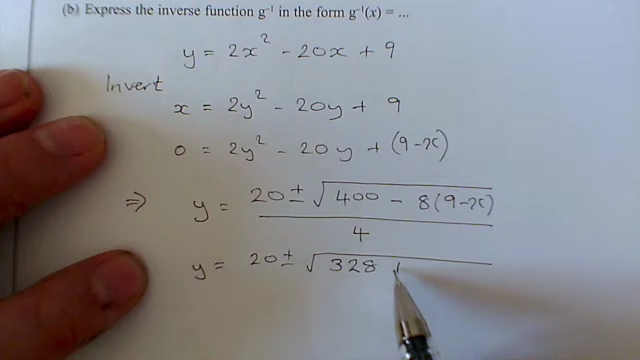 (b) Express the inverse function g⁻¹ in the form g⁻¹(x) = ...
y = 2x² - 20x + 9
Invert
x = 2y² - 20y + 9
0 = 2y² - 20y + (9-x)
⇒ y = (20 ± √(400 - 8(9-x))) / 4
y = 20 ± √328